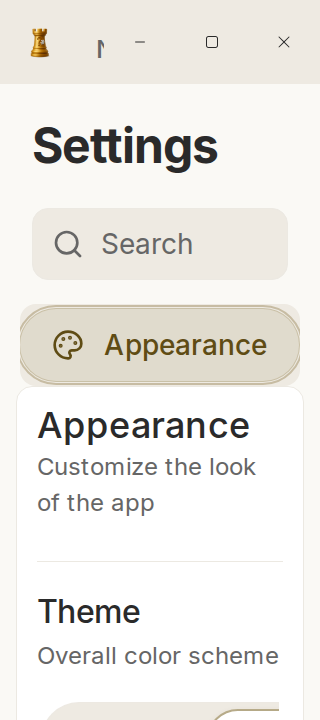 Settings
Search
Appearance
Appearance
Customize the look
of the app
Theme
Overall color scheme